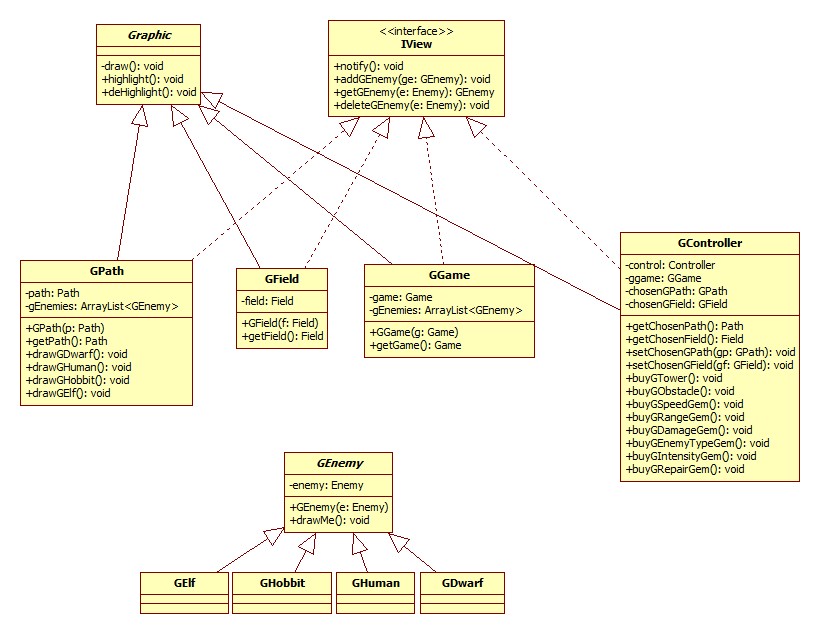 Graphic
-draw(): void
+highlight(): void
+deHighlight(): void
<<interface>>
IView
+notify(): void
+addGEnemy(ge: GEnemy): void
+getGEnemy(e: Enemy): GEnemy
+deleteGEnemy(e: Enemy): void
GPath
-path: Path
-gEnemies: ArrayList<GEnemy>
+GPath(p: Path)
+getPath(): Path
+drawGDwarf(): void
+drawGHuman(): void
+drawGHobbit(): void
+drawGElf(): void
GField
-field: Field
+GField(f: Field)
+getField(): Field
GGame
-game: Game
-gEnemies: ArrayList<GEnemy>
+GGame(g: Game)
+getGame(): Game
GController
-control: Controller
-ggame: GGame
-chosenGPath: GPath
-chosenGField: GField
+getChosenPath(): Path
+getChosenField(): Field
+setChosenGPath(gp: GPath): void
+setChosenGField(gf: GField): void
+buyGTower(): void
+buyGObstacle(): void
+buyGSpeedGem(): void
+buyGRangeGem(): void
+buyGDamageGem(): void
+buyGEnemyTypeGem(): void
+buyGIntensityGem(): void
+buyGRepairGem(): void
GEnemy
-enemy: Enemy
+GEnemy(e: Enemy)
+drawMe(): void
GElf
GHobbit
GHuman
GDwarf